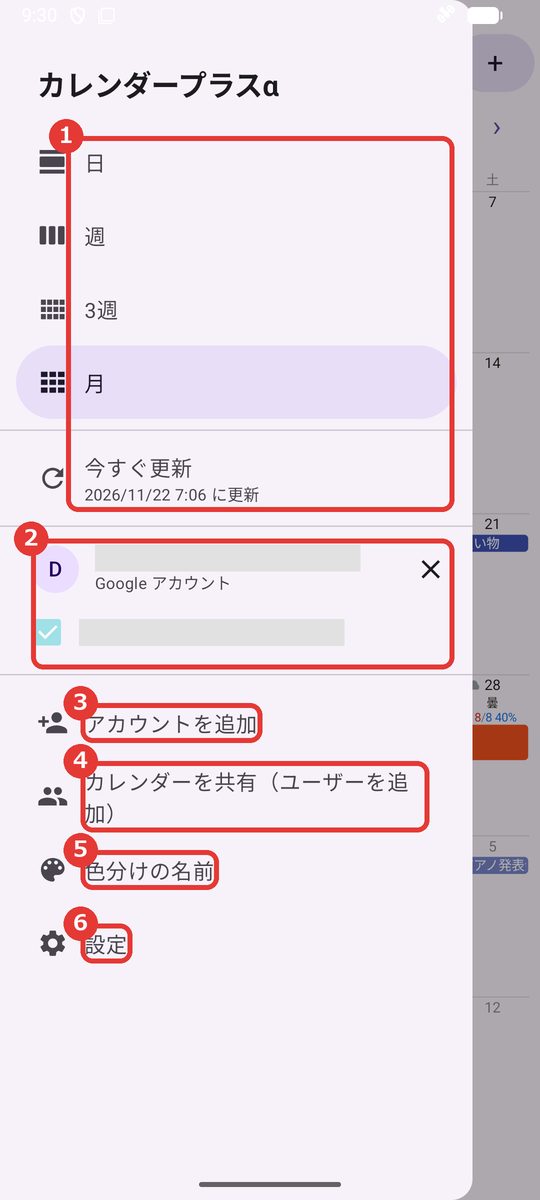 9:30
カレンダープラスα
+
1
日
›
土
週
7
3週
月
14
今すぐ更新
2026/11/22 7:06 に更新
21
い物
2
D
Google アカウント
×
3
アカウントを追加
28
曇
8/8 40%
4
カレンダーを共有（ユーザーを追
加）
5
色分けの名前
5
アノ発表
6
設定
12